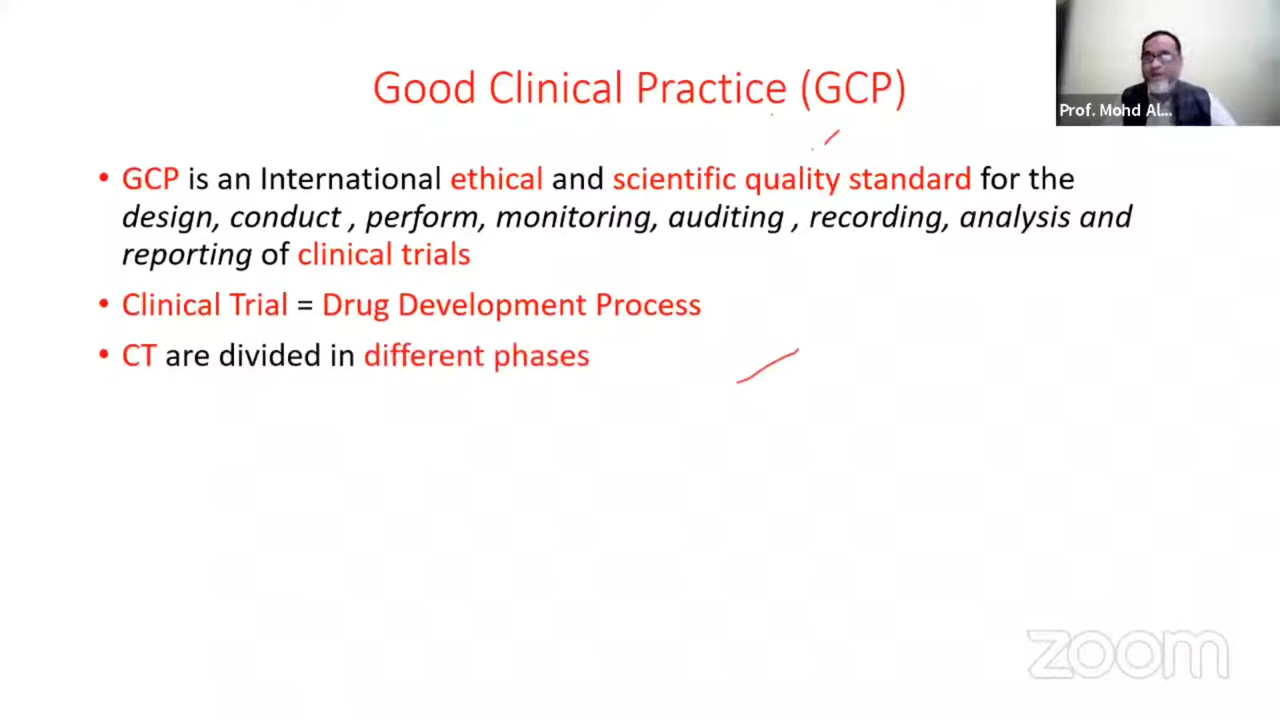 Good Clinical Practice (GCP)
Prof. Mohd Al...
• GCP is an International ethical and scientific quality standard for the
design, conduct , perform, monitoring, auditing , recording, analysis and
reporting of clinical trials
• Clinical Trial = Drug Development Process
• CT are divided in different phases
zoom